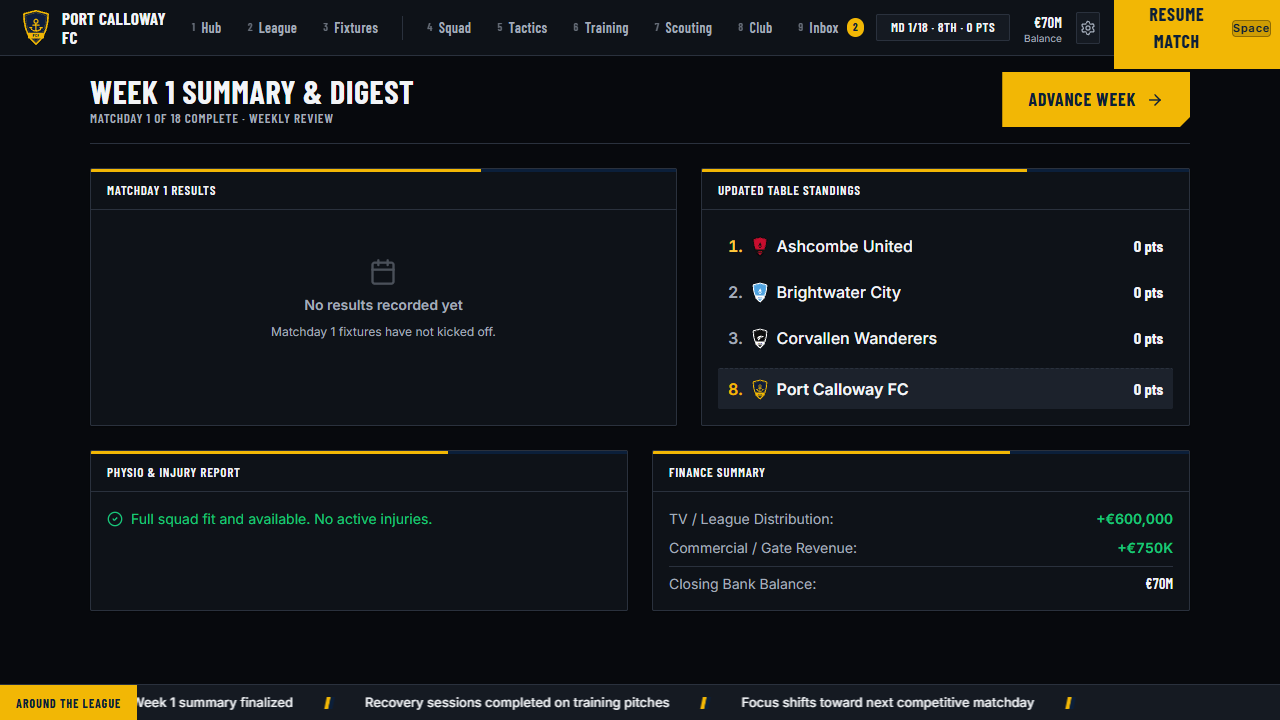 PORT CALLOWAY FC
1 Hub
2 League
3 Fixtures
4 Squad
5 Tactics
6 Training
7 Scouting
8 Club
9 Inbox 2
MD 1/18 · 8TH · 0 PTS
€70M
Balance
RESUME MATCH
Space
WEEK 1 SUMMARY & DIGEST
MATCHDAY 1 OF 18 COMPLETE · WEEKLY REVIEW
ADVANCE WEEK →
MATCHDAY 1 RESULTS
No results recorded yet
Matchday 1 fixtures have not kicked off.
UPDATED TABLE STANDINGS
1. Ashcombe United 0 pts
2. Brightwater City 0 pts
3. Corvallen Wanderers 0 pts
8. Port Calloway FC 0 pts
PHYSIO & INJURY REPORT
Full squad fit and available. No active injuries.
FINANCE SUMMARY
TV / League Distribution: +€600,000
Commercial / Gate Revenue: +€750K
Closing Bank Balance: €70M
AROUND THE LEAGUE
Week 1 summary finalized
Recovery sessions completed on training pitches
Focus shifts toward next competitive matchday